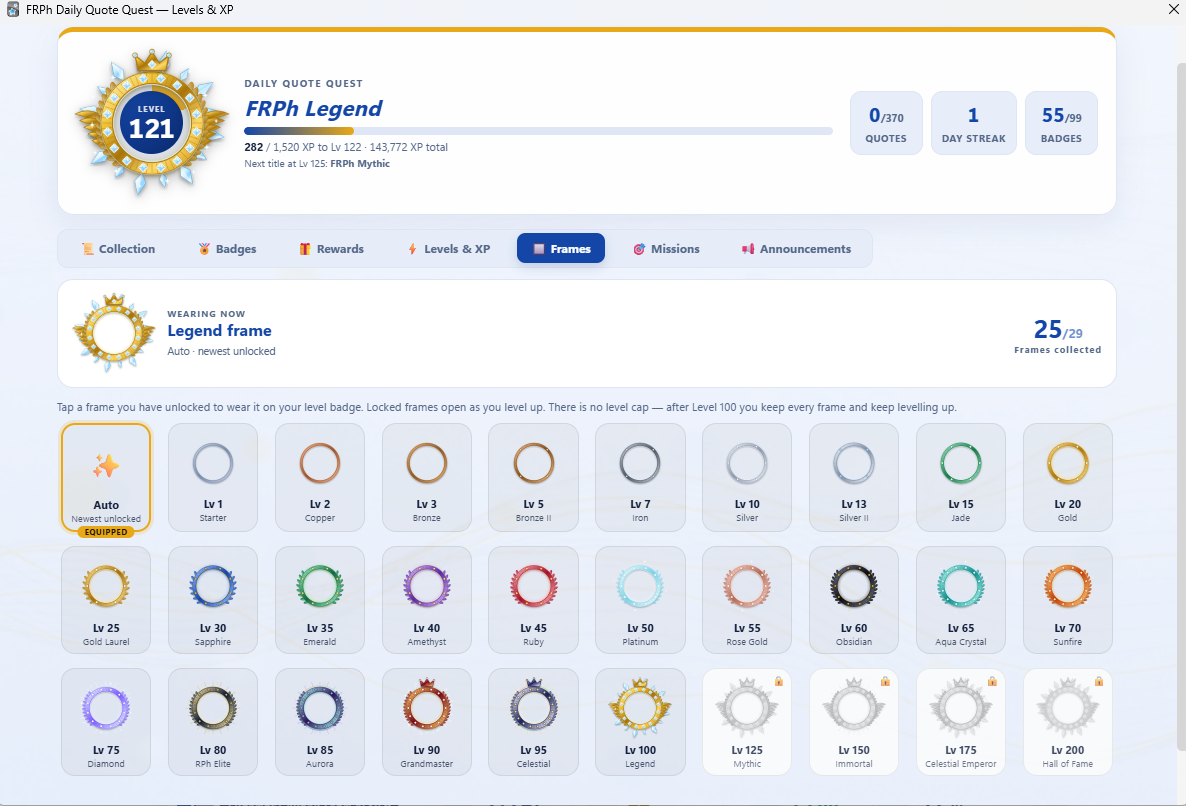 FRPh Daily Quote Quest — Levels & XP
LEVEL
121
DAILY QUOTE QUEST
FRPh Legend
282 / 1,520 XP to Lv 122 · 143,772 XP total
Next title at Lv 125: FRPh Mythic
0/370
QUOTES
1
DAY STREAK
55/99
BADGES
Collection
Badges
Rewards
Levels & XP
Frames
Missions
Announcements
WEARING NOW
Legend frame
Auto · newest unlocked
25/29
Frames collected
Tap a frame you have unlocked to wear it on your level badge. Locked frames open as you level up. There is no level cap — after Level 100 you keep every frame and keep levelling up.
Auto
Newest unlocked
EQUIPPED
Lv 1
Starter
Lv 2
Copper
Lv 3
Bronze
Lv 5
Bronze II
Lv 7
Iron
Lv 10
Silver
Lv 13
Silver II
Lv 15
Jade
Lv 20
Gold
Lv 25
Gold Laurel
Lv 30
Sapphire
Lv 35
Emerald
Lv 40
Amethyst
Lv 45
Ruby
Lv 50
Platinum
Lv 55
Rose Gold
Lv 60
Obsidian
Lv 65
Aqua Crystal
Lv 70
Sunfire
Lv 75
Diamond
Lv 80
RPh Elite
Lv 85
Aurora
Lv 90
Grandmaster
Lv 95
Celestial
Lv 100
Legend
Lv 125
Mythic
Lv 150
Immortal
Lv 175
Celestial Emperor
Lv 200
Hall of Fame